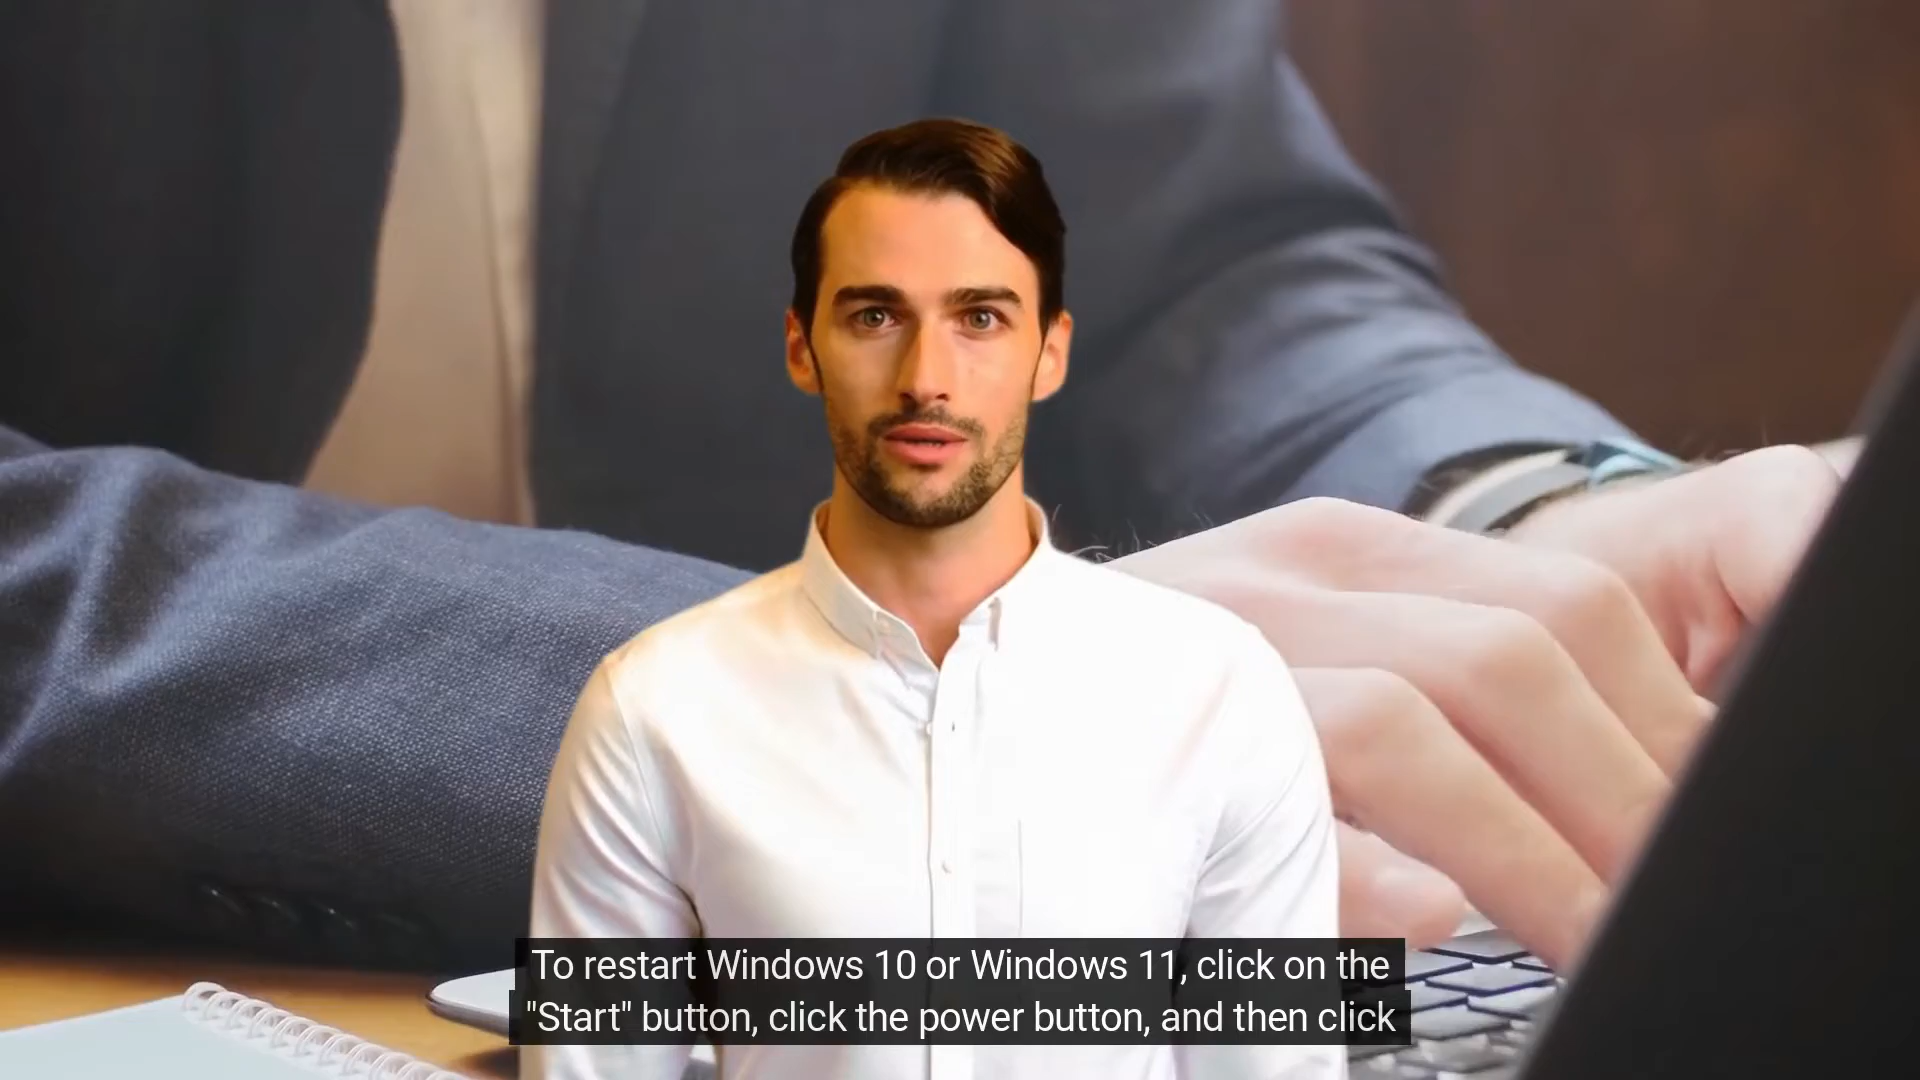 To restart Windows 10 or Windows 11, click on the
"Start" button, click the power button, and then click